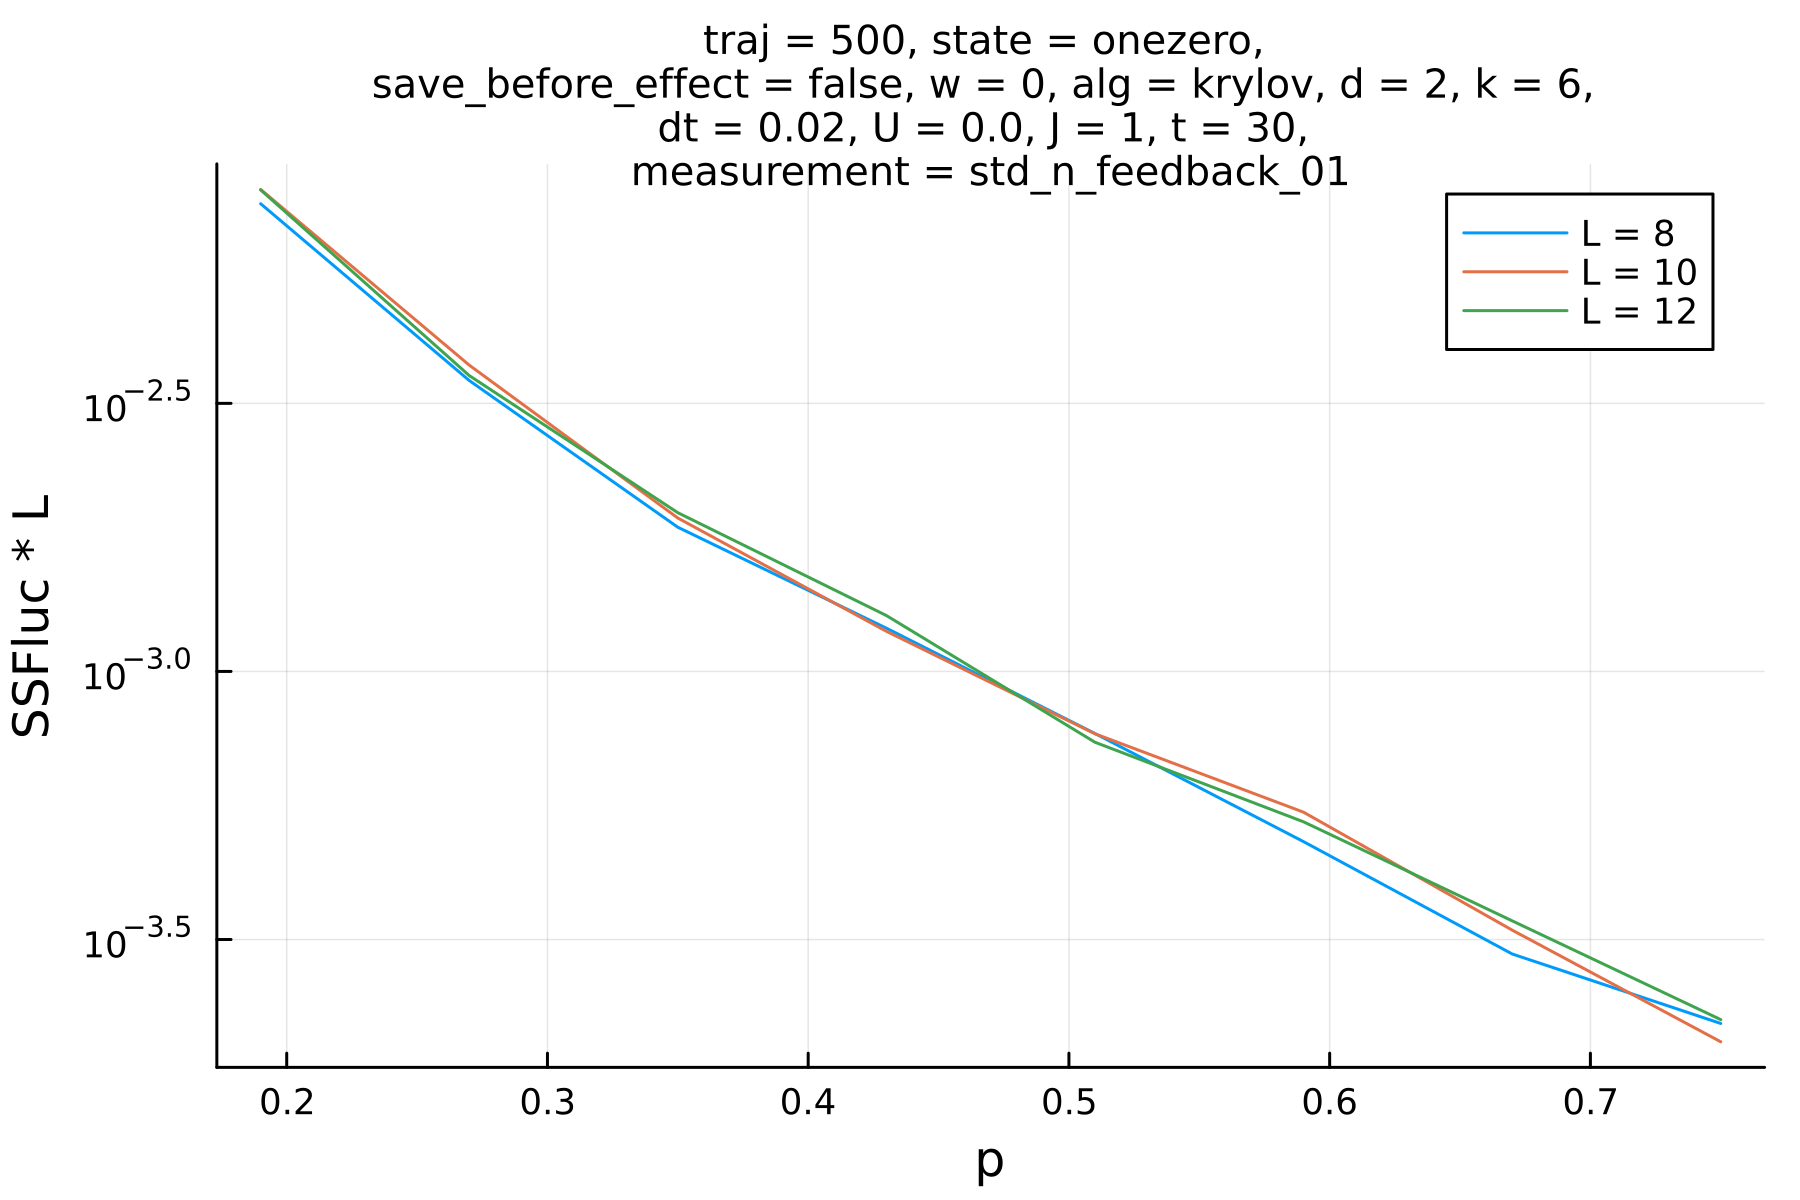 traj = 500, state = onezero,
save_before_effect = false, w = 0, alg = krylov, d = 2, k = 6,
dt = 0.02, U = 0.0, J = 1, t = 30,
measurement = std_n_feedback_01
L = 8
L = 10
L = 12
10^−2.5
10^−3.0
10^−3.5
SSFluc * L
0.2 0.3 0.4 0.5 0.6 0.7
p